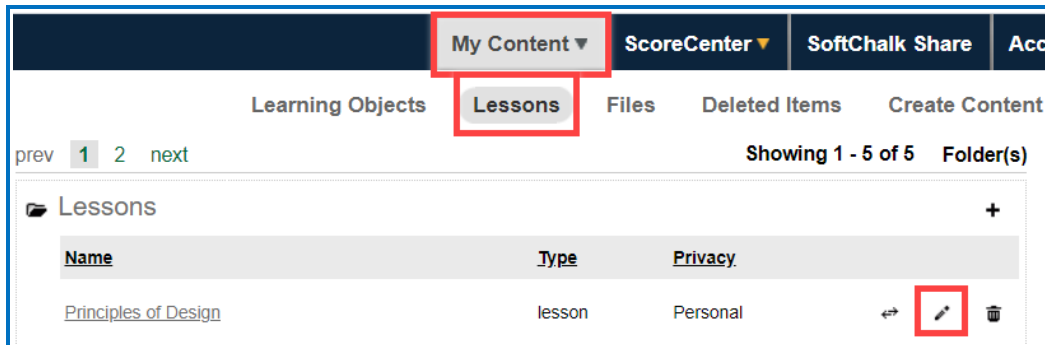 My Content ▼ ScoreCenter ▼ SoftChalk Share Acc
Learning Objects Lessons Files Deleted Items Create Content
prev 1 2 next Showing 1 - 5 of 5 Folder(s)
Lessons +
Name Type Privacy
Principles of Design lesson Personal